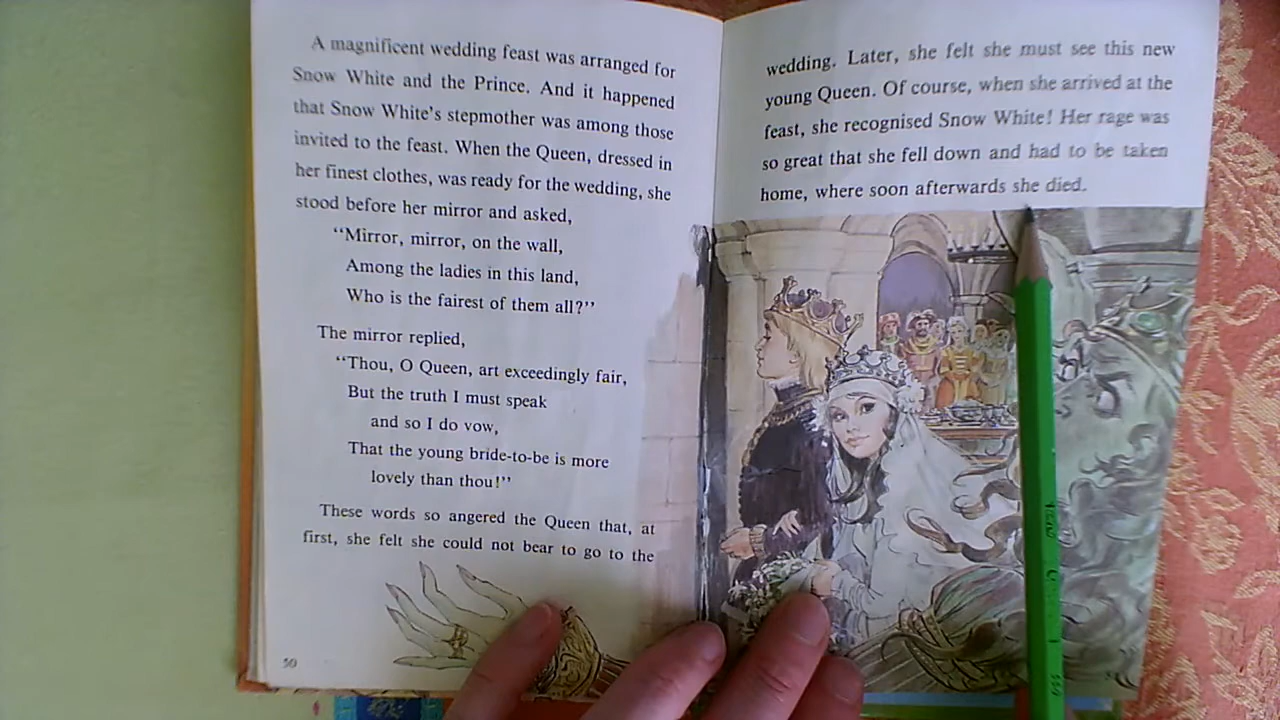 A magnificent wedding feast was arranged for
Snow White and the Prince. And it happened
that Snow White's stepmother was among those
invited to the feast. When the Queen, dressed in
her finest clothes, was ready for the wedding, she
stood before her mirror and asked,
“Mirror, mirror, on the wall,
Among the ladies in this land,
Who is the fairest of them all?”
The mirror replied,
“Thou, O Queen, art exceedingly fair,
But the truth I must speak
and so I do vow,
That the young bride-to-be is more
lovely than thou!”
These words so angered the Queen that, at
first, she felt she could not bear to go to the
50
wedding. Later, she felt she must see this new
young Queen. Of course, when she arrived at the
feast, she recognised Snow White! Her rage was
so great that she fell down and had to be taken
home, where soon afterwards she died.